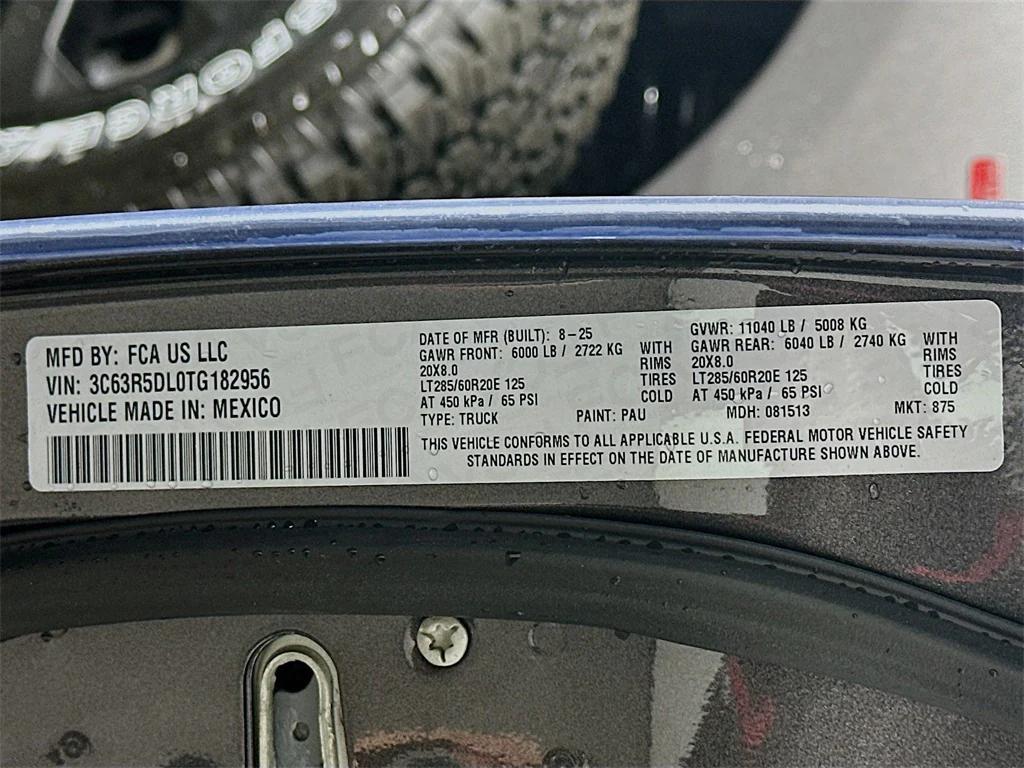 MFD BY: FCA US LLC
VIN: 3C63R5DL0TG182956
VEHICLE MADE IN: MEXICO
DATE OF MFR (BUILT): 8-25
GVWR: 11040 LB / 5008 KG
GAWR FRONT: 6000 LB / 2722 KG
20X8.0
LT285/60R20E 125
AT 450 kPa / 65 PSI
WITH
RIMS
TIRES
COLD
GAWR REAR: 6040 LB / 2740 KG
20X8.0
LT285/60R20E 125
AT 450 kPa / 65 PSI
WITH
RIMS
TIRES
COLD
TYPE: TRUCK PAINT: PAU MDH: 081513 MKT: 875
THIS VEHICLE CONFORMS TO ALL APPLICABLE U.S.A. FEDERAL MOTOR VEHICLE SAFETY
STANDARDS IN EFFECT ON THE DATE OF MANUFACTURE SHOWN ABOVE.